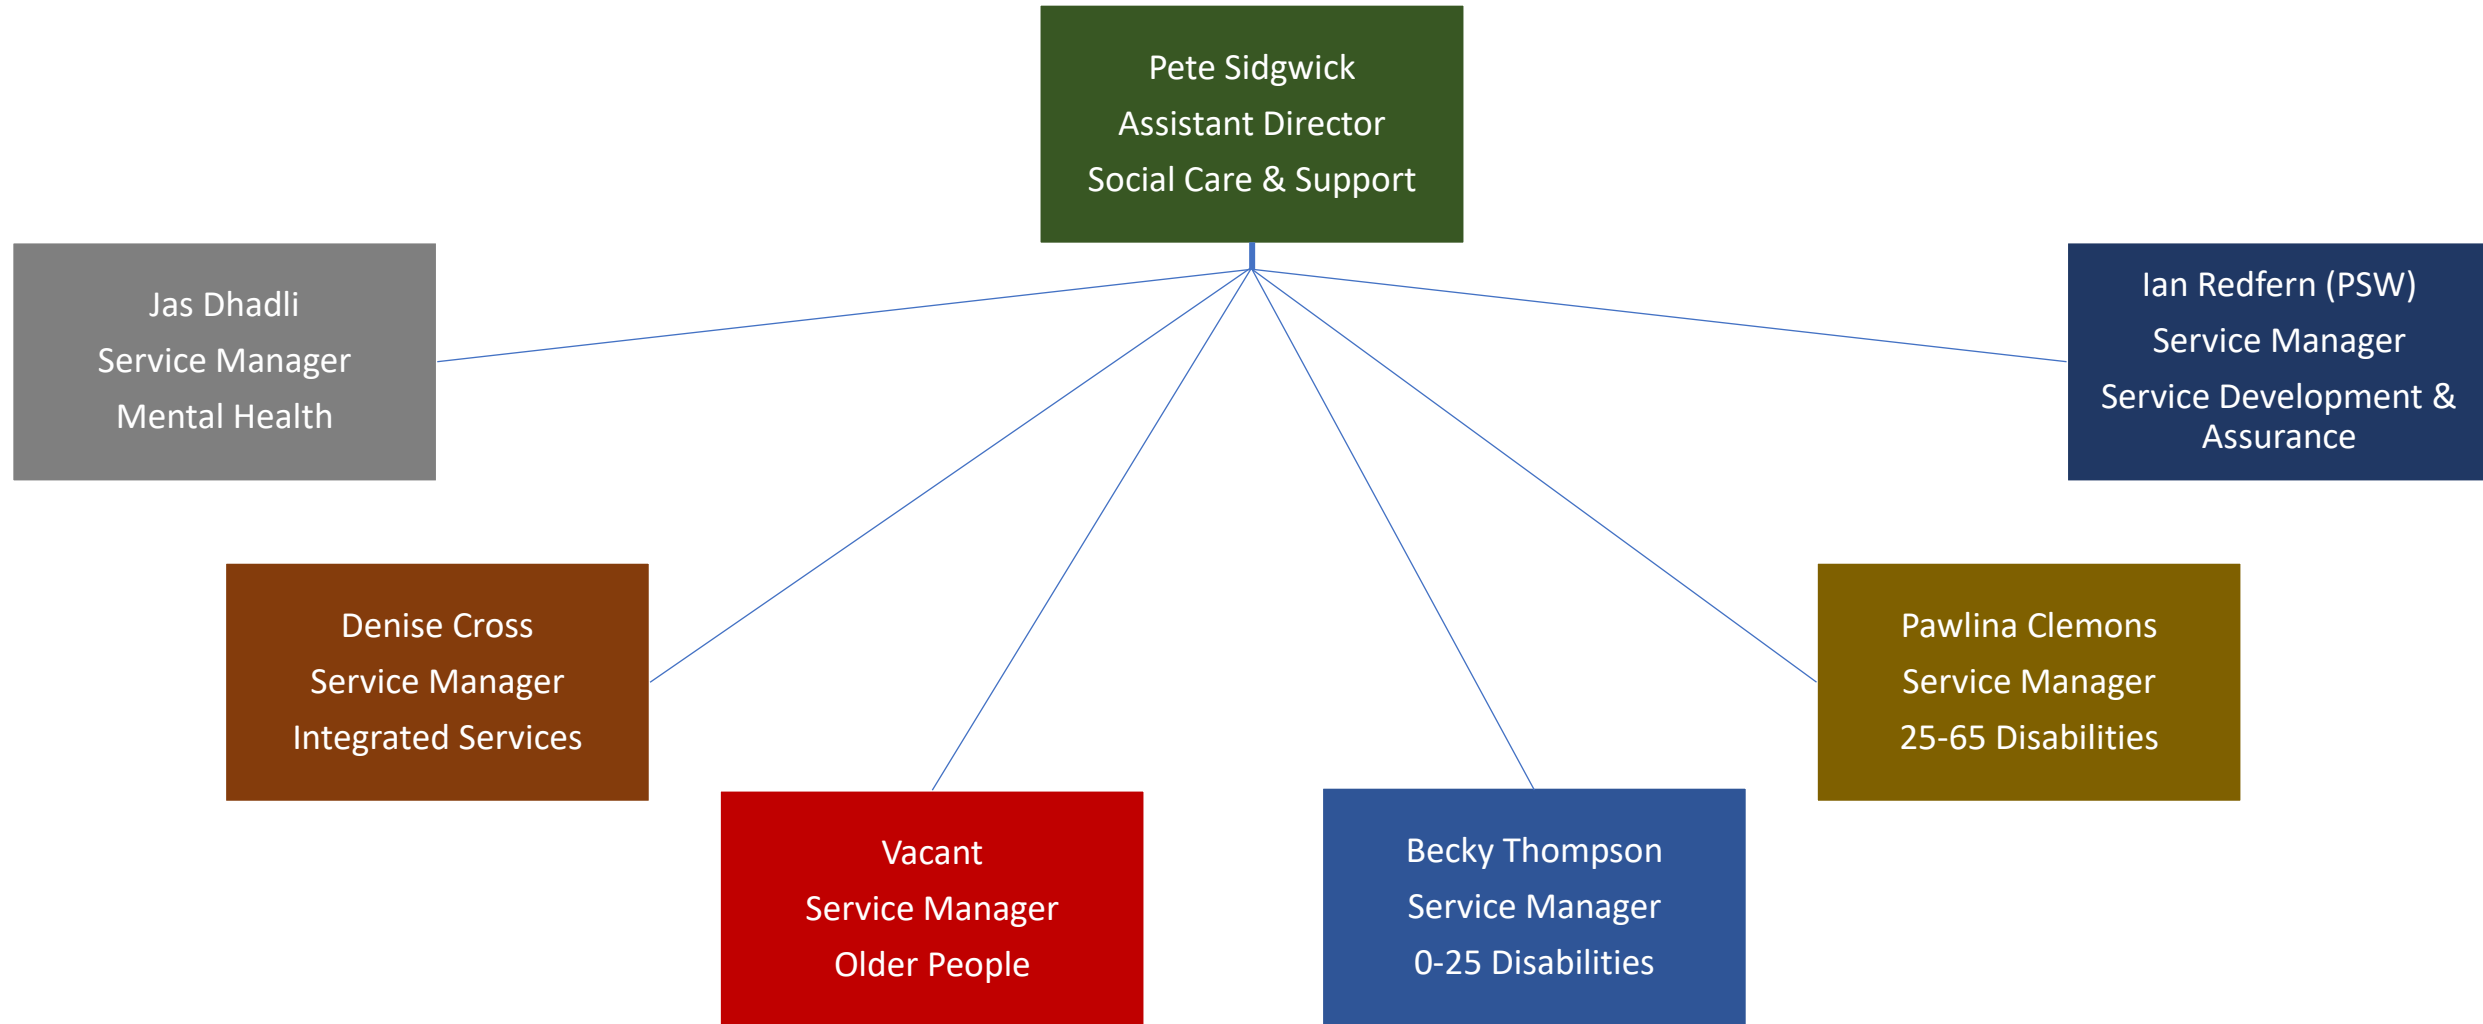 Pete Sidgwick
Assistant Director
Social Care & Support
Jas Dhadli
Service Manager
Mental Health
Ian Redfern (PSW)
Service Manager
Service Development &
Assurance
Denise Cross
Service Manager
Integrated Services
Pawlina Clemons
Service Manager
25-65 Disabilities
Vacant
Service Manager
Older People
Becky Thompson
Service Manager
0-25 Disabilities